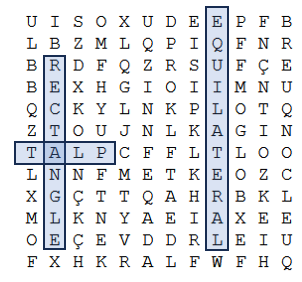 U I S O X U D E E P F B
L B Z M L Q P I Q F N R
B R D F Q Z R S U F Ç E
B E X H G I O I I M N U
Q C K Y L N K P L O T Q
Z T O U J N L K A G I N
T A L P C F F L T L O O
L N N F M E T K E O Z C
X G Ç T T Q A H R B K L
M L K N Y A E I A X E E
O E Ç E V D D R L E I U
F X H K R A L F W F H Q